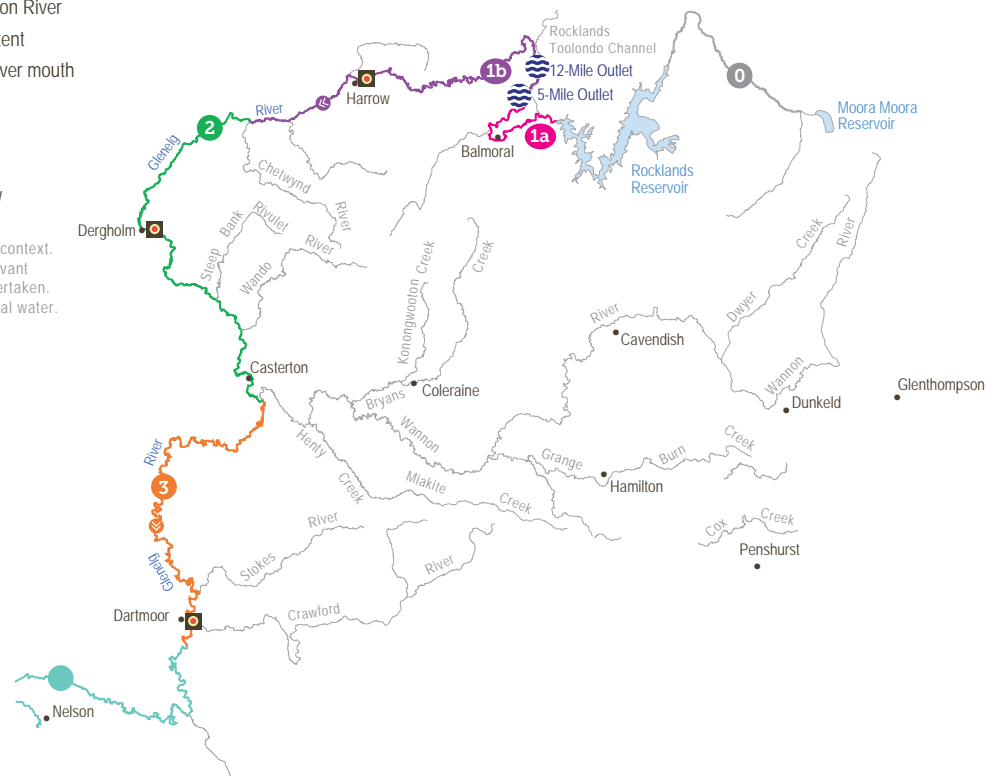 on River
tent
ver mouth
y
context.
vant
ertaken.
al water.
Rocklands
Toolondo Channel
12-Mile Outlet
5-Mile Outlet
0
Moora Moora
Reservoir
1b
Harrow
River
2
Glenelg
1a
Balmoral
Rocklands
Reservoir
Chetwynd
River
Dergholm
Steep
Bank
Rivulet
Wando
River
Konongwootton Creek
Creek
Creek
River
Dwyer
River
Cavendish
Wannon
Casterton
Coleraine
Bryans
Glenthompson
Dunkeld
Wannon
Henty
Creek
River
3
Glenelg
Grange
Burn
Creek
Hamilton
Miakite
Creek
Cox
Creek
Penshurst
River
Stokes
River
Dartmoor
Crawford
Nelson